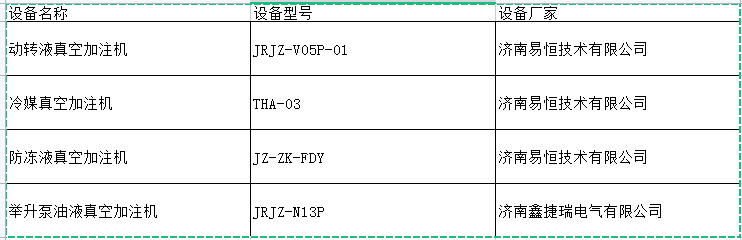 设备名称 设备型号 设备厂家
动转液真空加注机 JRJZ-V05P-01 济南易恒技术有限公司
冷媒真空加注机 THA-03 济南易恒技术有限公司
防冻液真空加注机 JZ-ZK-FDY 济南易恒技术有限公司
举升泵油液真空加注机 JRJZ-N13P 济南鑫捷瑞电气有限公司